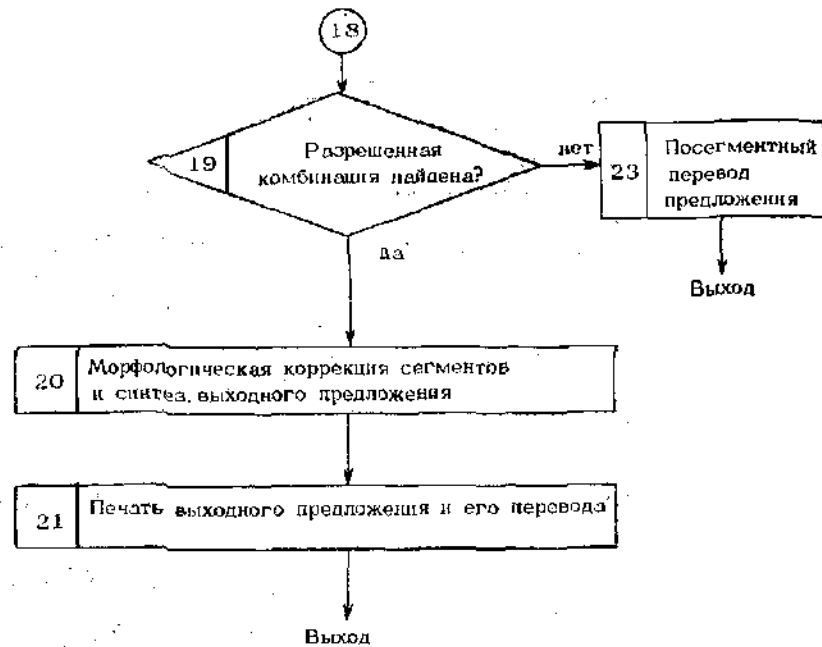 18
19
Разрешенная
комбинация найдена?
нет
23
Посегментный
перевод
предложения
да
Выход
20
Морфологическая коррекция сегментов
и синтез выходного предложения
21
Печать выходного предложения и его перевода
Выход